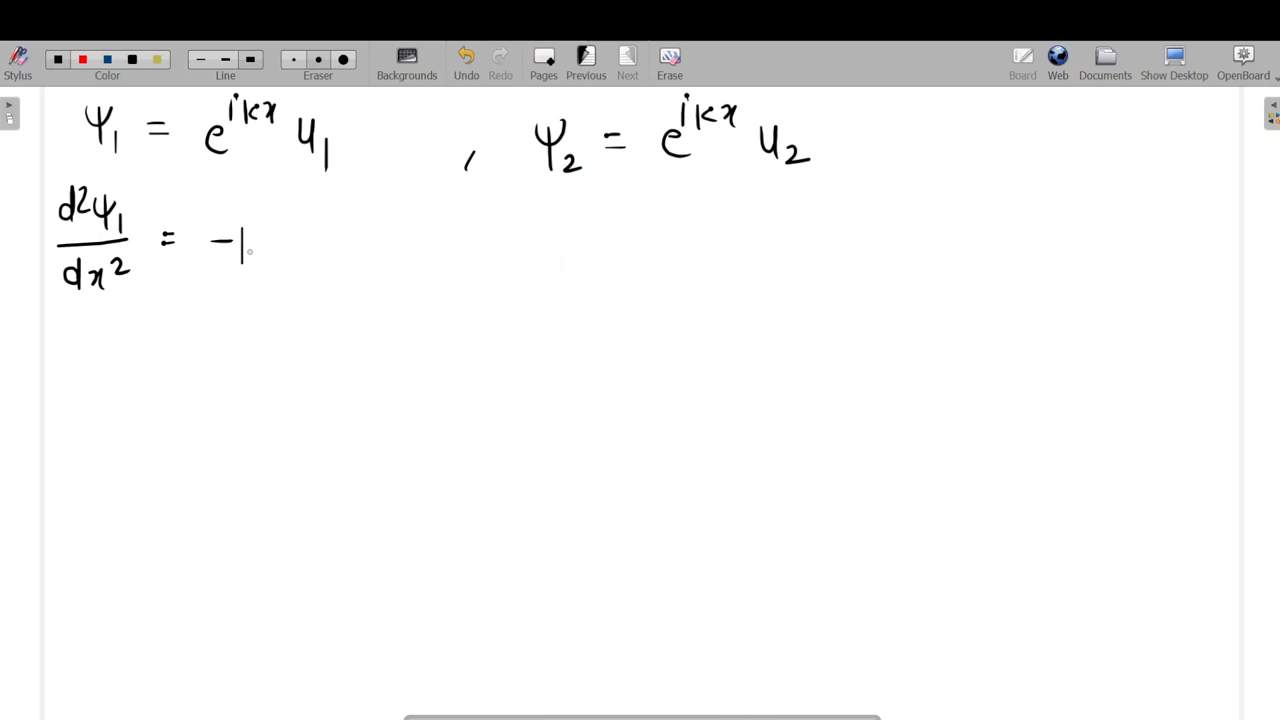 Stylus Color Line Eraser Backgrounds Undo Redo Pages Previous Next Erase Board Web Documents Show Desktop OpenBoard
ψ₁ = e^{ikx} u₁ , ψ₂ = e^{ikx} u₂
d²ψ₁
dx² = -|